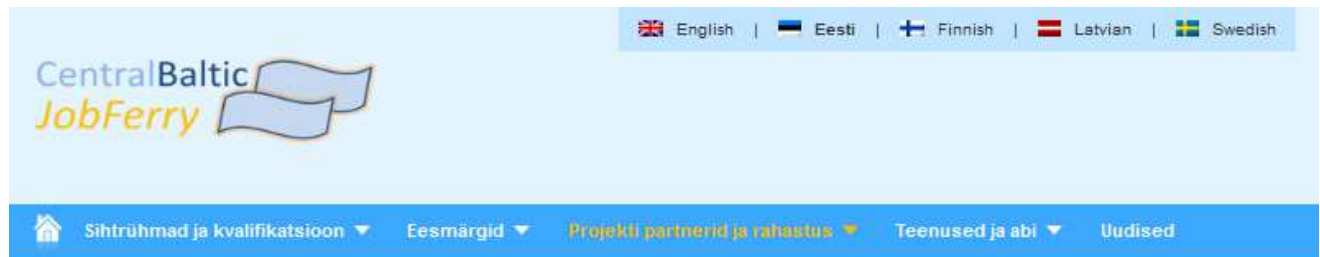 English | Eesti | Finnish | Latvian | Swedish
CentralBaltic
JobFerry
Sihtrühmad ja kvalifikatsioon Eesmärgid Projekti partnerid ja rahastus Teenused ja abi Uudised